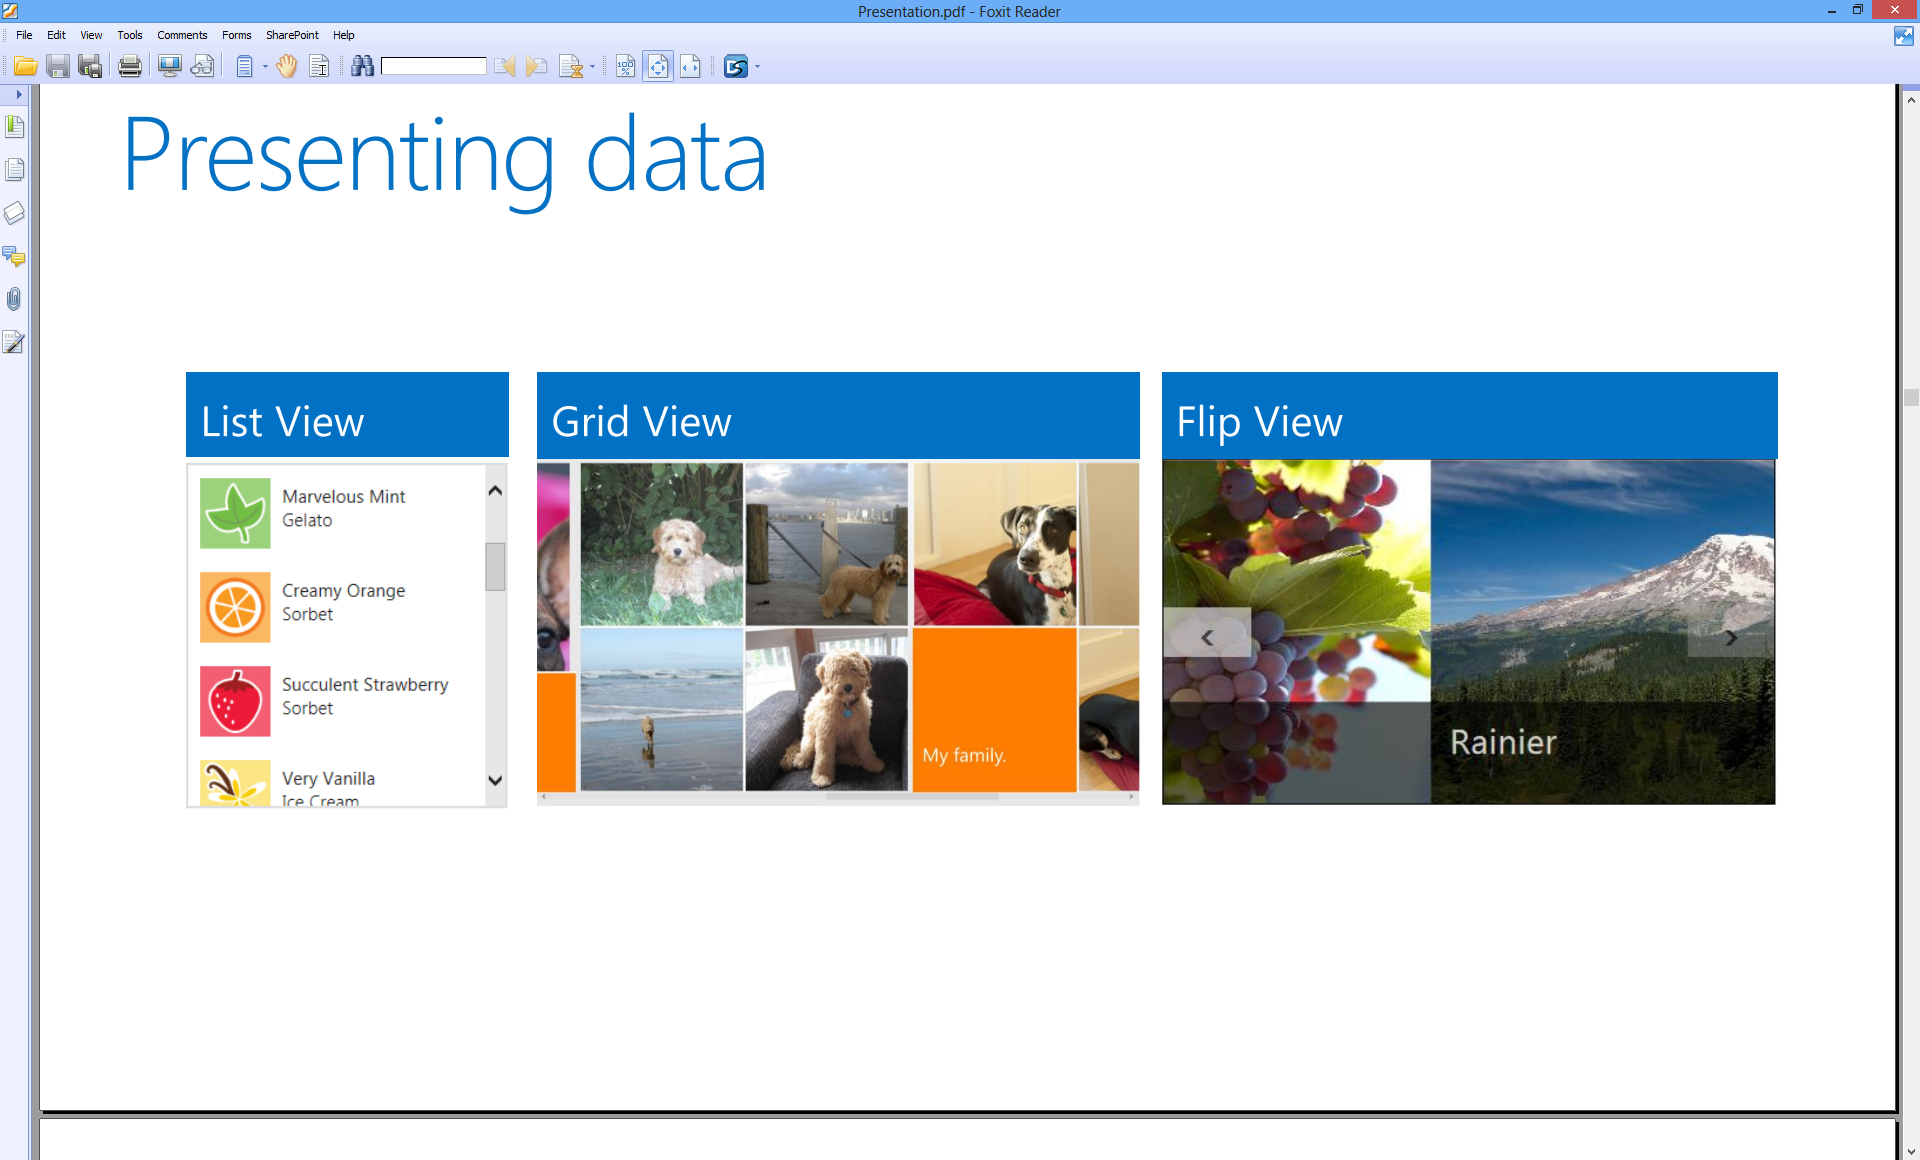 Presentation.pdf - Foxit Reader
File Edit View Tools Comments Forms SharePoint Help
Presenting data
List View
Grid View
Flip View
Marvelous Mint
Gelato
Creamy Orange
Sorbet
Succulent Strawberry
Sorbet
Very Vanilla
Ice Cream
My family.
Rainier